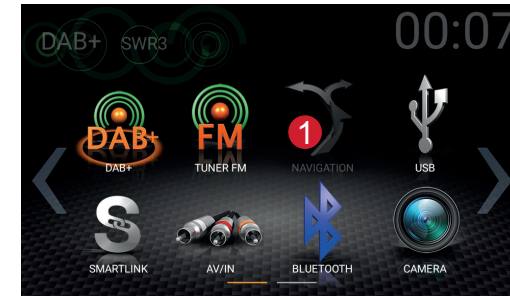 DAB+ SWR3 00:07
DAB+ FM 1
DAB+ TUNER FM NAVIGATION USB
S
SMARTLINK AV/IN BLUETOOTH CAMERA